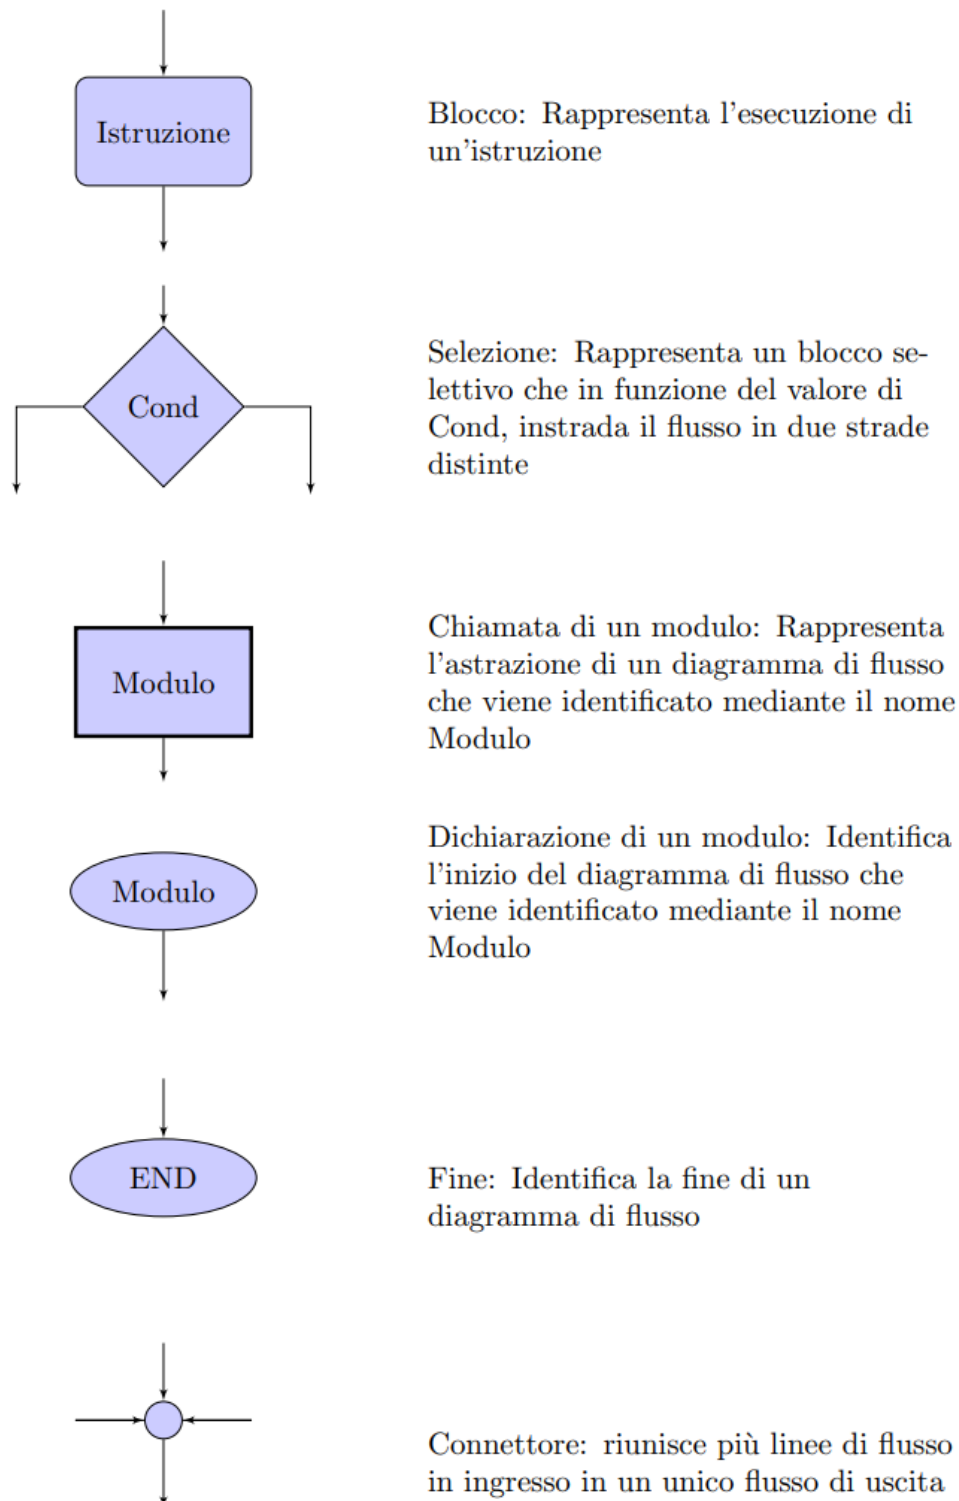 Istruzione
Blocco: Rappresenta l'esecuzione di
un'istruzione
Cond
Selezione: Rappresenta un blocco se-
lettivo che in funzione del valore di
Cond, instrada il flusso in due strade
distinte
Modulo
Chiamata di un modulo: Rappresenta
l'astrazione di un diagramma di flusso
che viene identificato mediante il nome
Modulo
Modulo
Dichiarazione di un modulo: Identifica
l'inizio del diagramma di flusso che
viene identificato mediante il nome
Modulo
END
Fine: Identifica la fine di un
diagramma di flusso
Connettore: riunisce più linee di flusso
in ingresso in un unico flusso di uscita